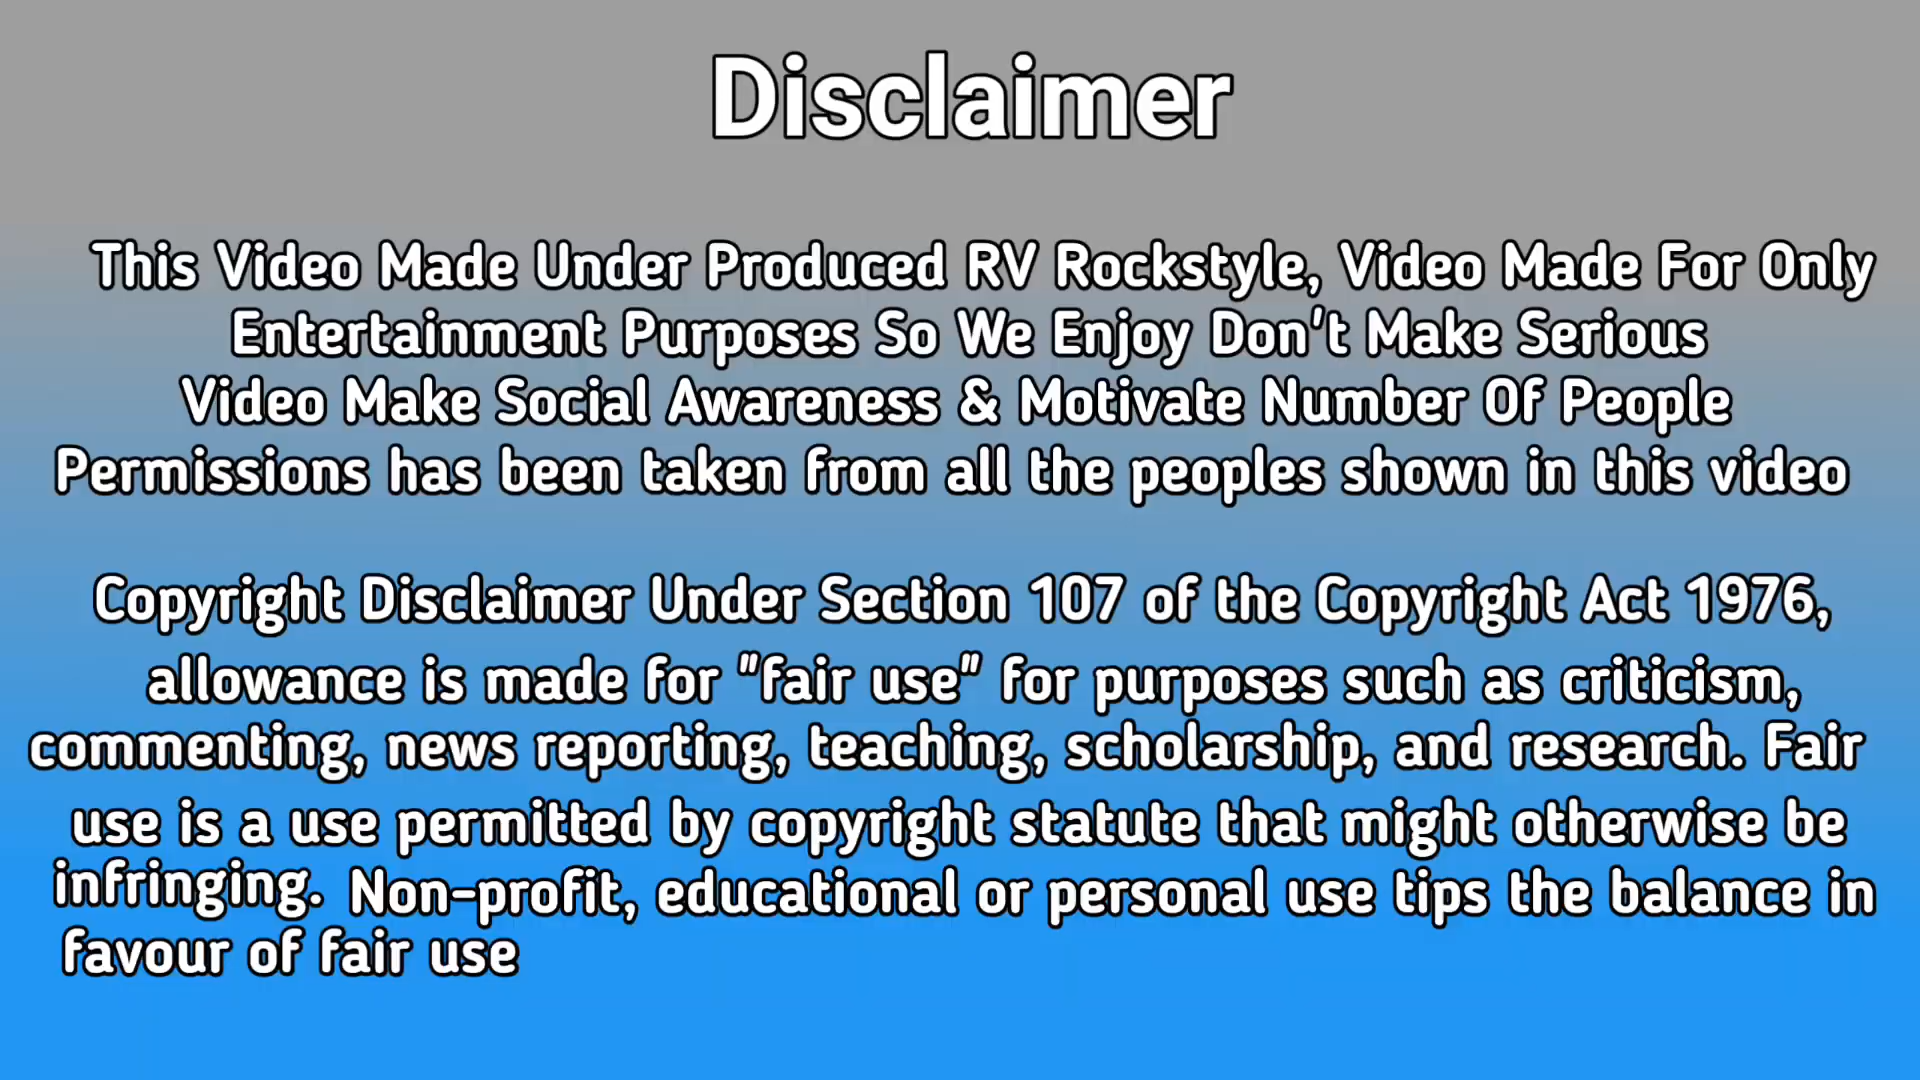 Disclaimer
This Video Made Under Produced RV Rockstyle, Video Made For Only
Entertainment Purposes So We Enjoy Don't Make Serious
Video Make Social Awareness & Motivate Number Of People
Permissions has been taken from all the peoples shown in this video
Copyright Disclaimer Under Section 107 of the Copyright Act 1976,
allowance is made for "fair use" for purposes such as criticism,
commenting, news reporting, teaching, scholarship, and research. Fair
use is a use permitted by copyright statute that might otherwise be
infringing. Non-profit, educational or personal use tips the balance in
favour of fair use